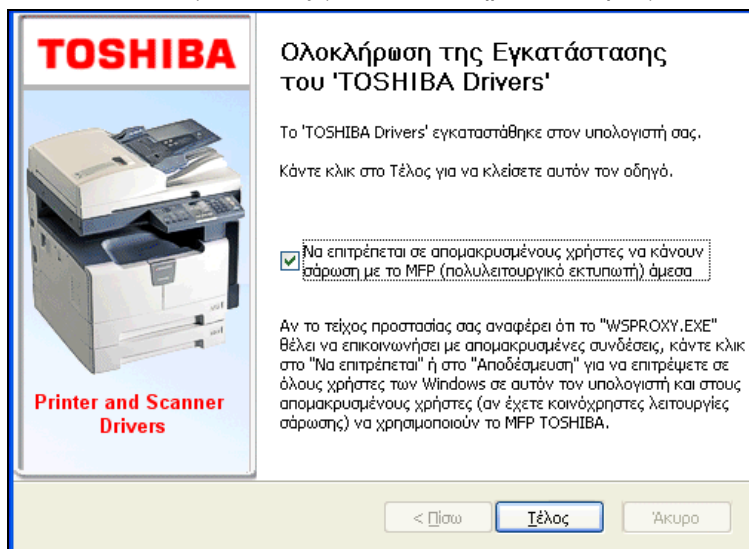 TOSHIBA
Ολοκλήρωση της Εγκατάστασης
του 'TOSHIBA Drivers'
Το 'TOSHIBA Drivers' εγκαταστάθηκε στον υπολογιστή σας.
Κάντε κλικ στο Τέλος για να κλείσετε αυτόν τον οδηγό.
Να επιτρέπεται σε απομακρυσμένους χρήστες να κάνουν
σάρωση με το MFP (πολυλειτουργικό εκτυπωτή) άμεσα
Αν το τείχος προστασίας σας αναφέρει ότι το "WSPROXY.EXE"
θέλει να επικοινωνήσει με απομακρυσμένες συνδέσεις, κάντε κλικ
στο "Να επιτρέπεται" ή στο "Αποδέσμευση" για να επιτρέψετε σε
όλους χρήστες των Windows σε αυτόν τον υπολογιστή και στους
απομακρυσμένους χρήστες (αν έχετε κοινόχρηστες λειτουργίες
σάρωσης) να χρησιμοποιούν το MFP TOSHIBA.
Printer and Scanner
Drivers
< Πίσω
Τέλος
Άκυρο